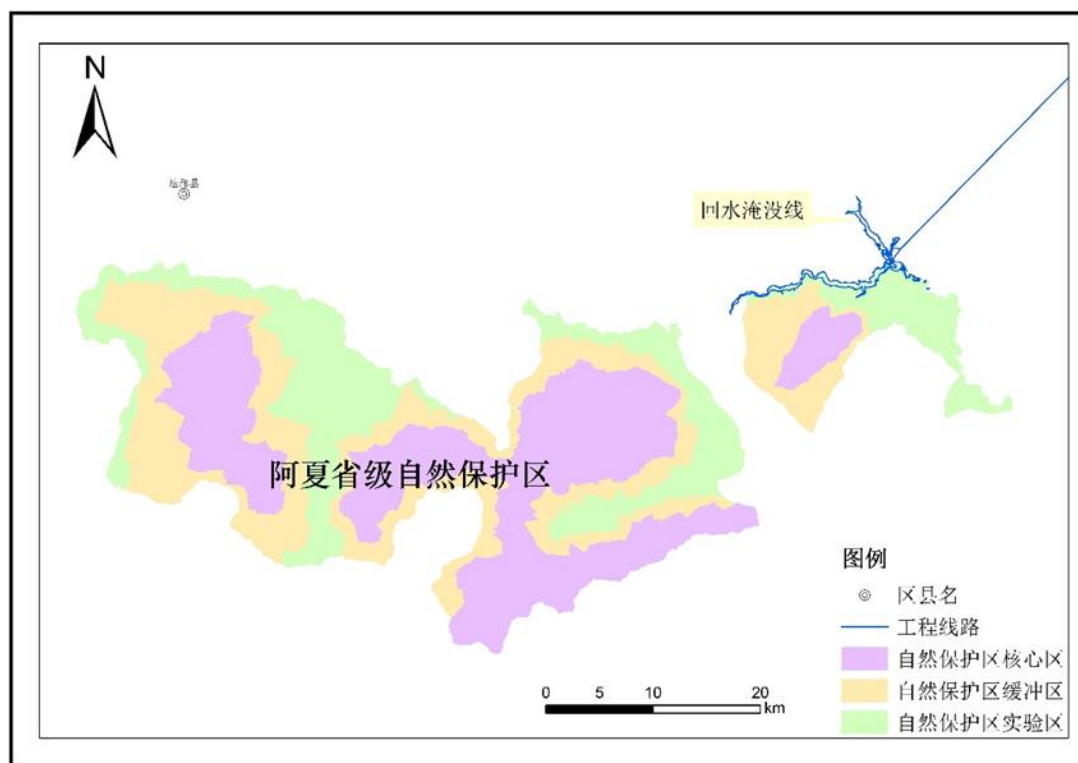 N
回水淹没线
阿夏省级自然保护区
图例
区县名
工程线路
自然保护区核心区
自然保护区缓冲区
自然保护区实验区
0 5 10 20
km